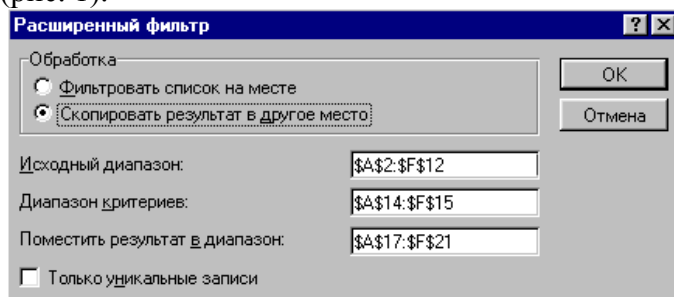 (рис. 1).
Расширенный фильтр
Обработка
Фильтровать список на месте
Скопировать результат в другое место
OK
Отмена
Исходный диапазон: $A$2:$F$12
Диапазон критериев: $A$14:$F$15
Поместить результат в диапазон: $A$17:$F$21
Только уникальные записи